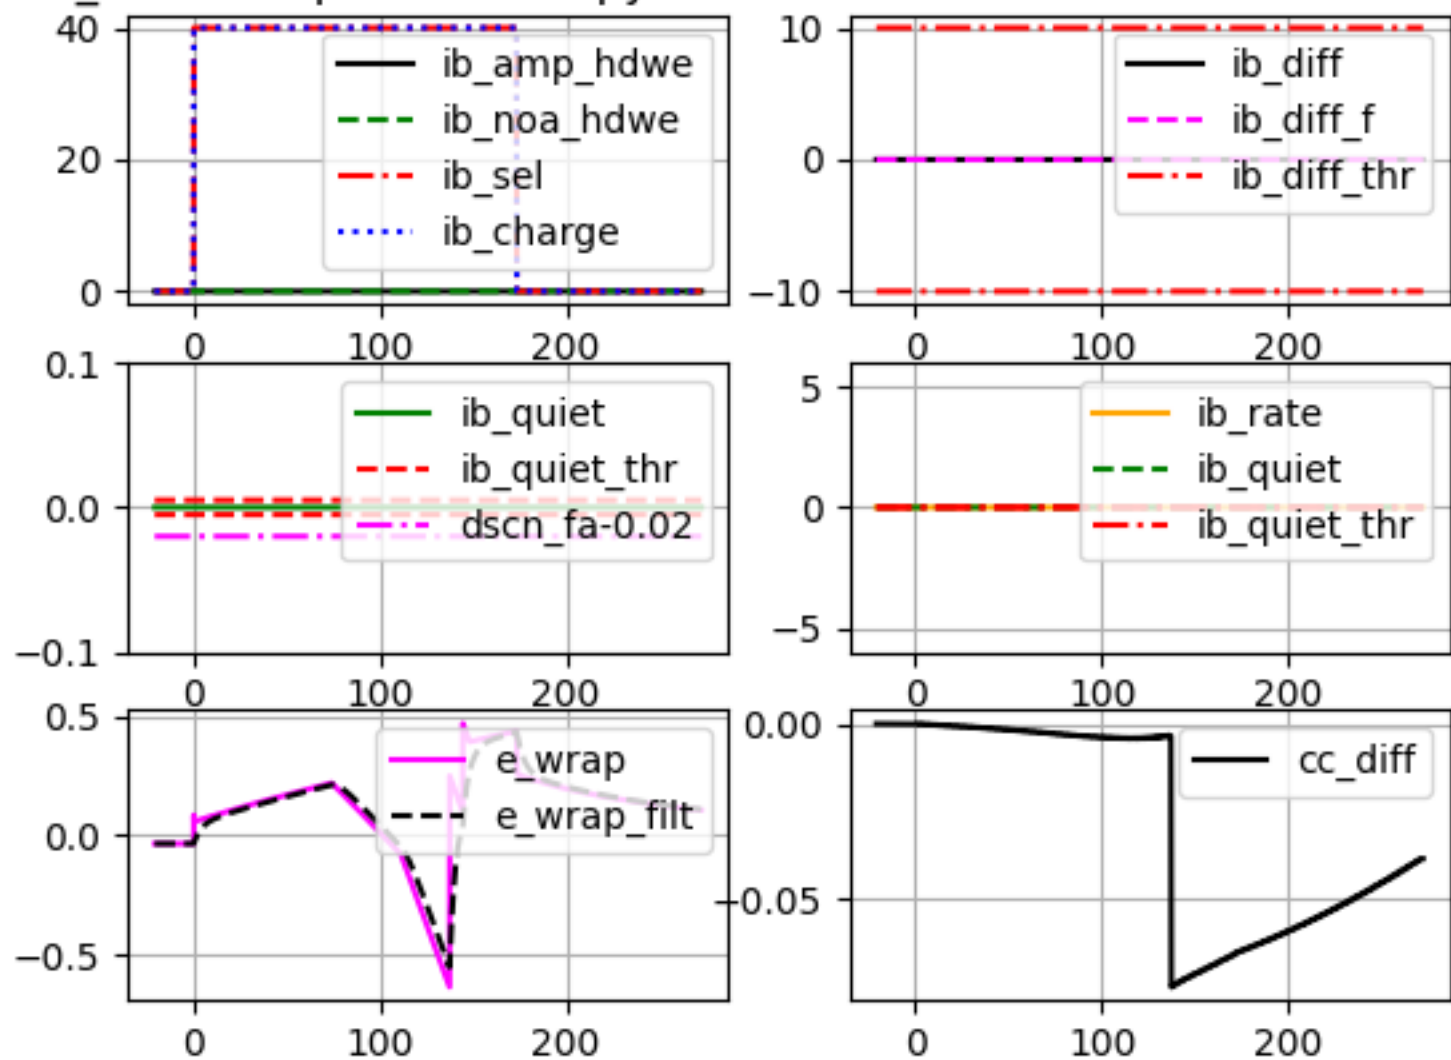 40
20
0
ib_amp_hdwe
ib_noa_hdwe
ib_sel
ib_charge
0 100 200
10
0
−10
ib_diff
ib_diff_f
ib_diff_thr
0 100 200
0.1
0.0
−0.1
ib_quiet
ib_quiet_thr
dscn_fa-0.02
0 100 200
5
0
−5
ib_rate
ib_quiet
ib_quiet_thr
0 100 200
0.5
0.0
−0.5
e_wrap
e_wrap_filt
0 100 200
0.00
−0.05
cc_diff
0 100 200